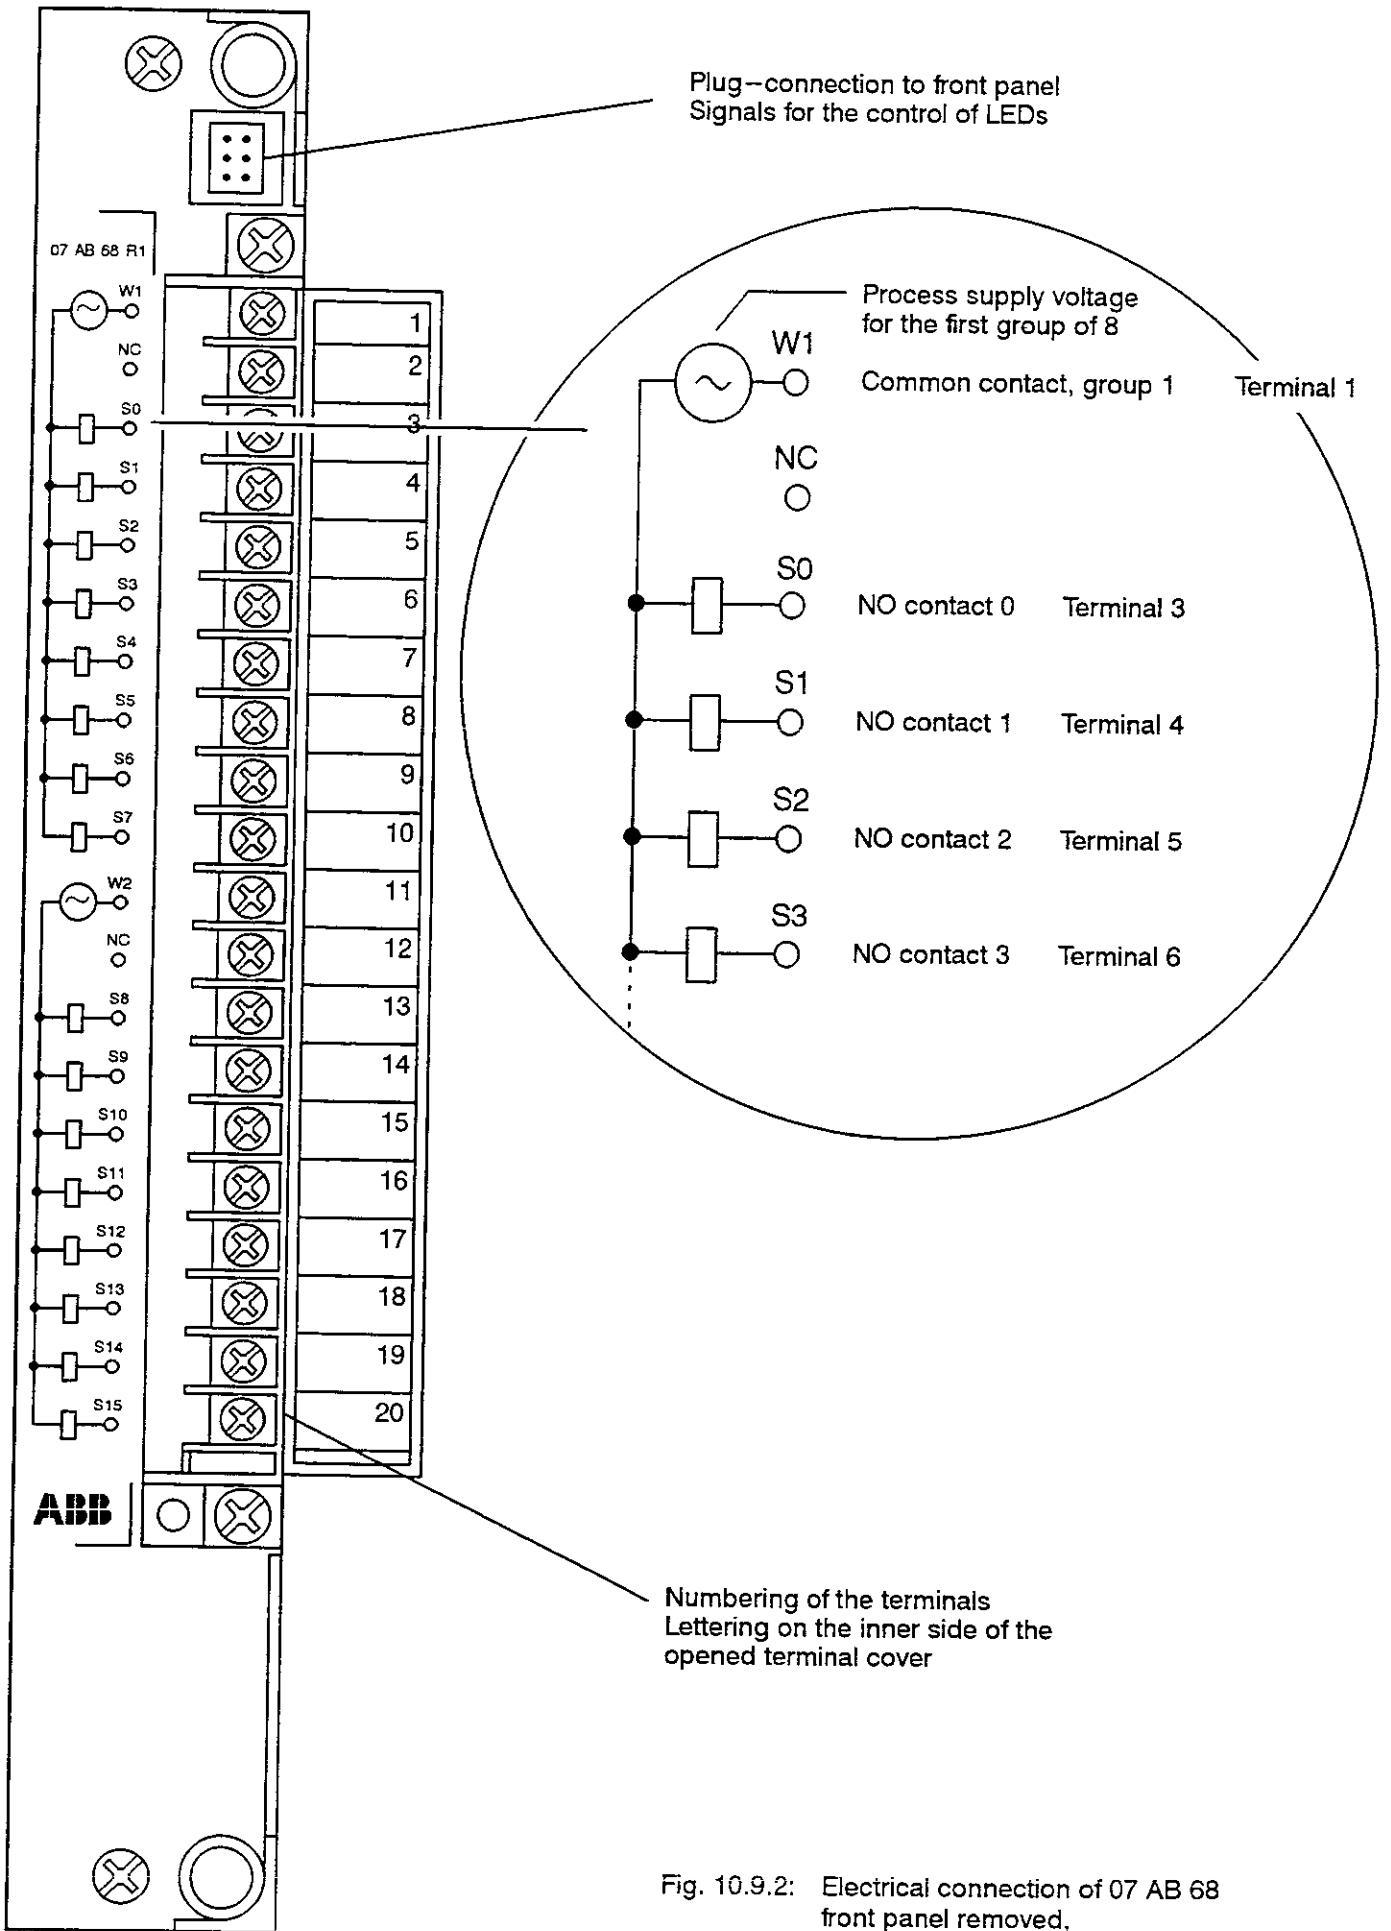 Plug-connection to front panel
Signals for the control of LEDs
07 AB 68 R1
W1
NC
S0
S1
S2
S3
S4
S5
S6
S7
W2
NC
S8
S9
S10
S11
S12
S13
S14
S15
ABB
1
2
3
4
5
6
7
8
9
10
11
12
13
14
15
16
17
18
19
20
Process supply voltage
for the first group of 8
W1
Common contact, group 1 Terminal 1
NC
S0
NO contact 0 Terminal 3
S1
NO contact 1 Terminal 4
S2
NO contact 2 Terminal 5
S3
NO contact 3 Terminal 6
Numbering of the terminals
Lettering on the inner side of the
opened terminal cover
Fig. 10.9.2: Electrical connection of 07 AB 68
front panel removed,